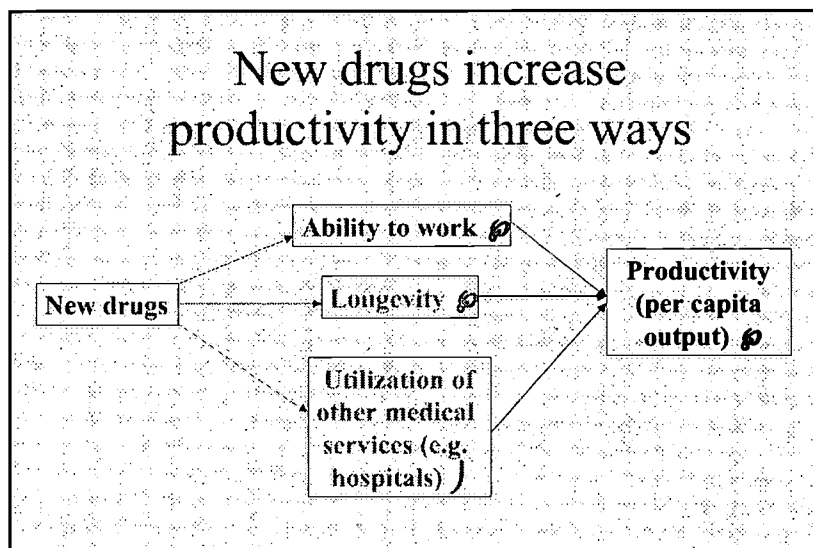 New drugs increase
productivity in three ways
Ability to work ℘
New drugs
Longevity ℘
Utilization of
other medical
services (e.g.
hospitals) )
Productivity
(per capita
output) ℘